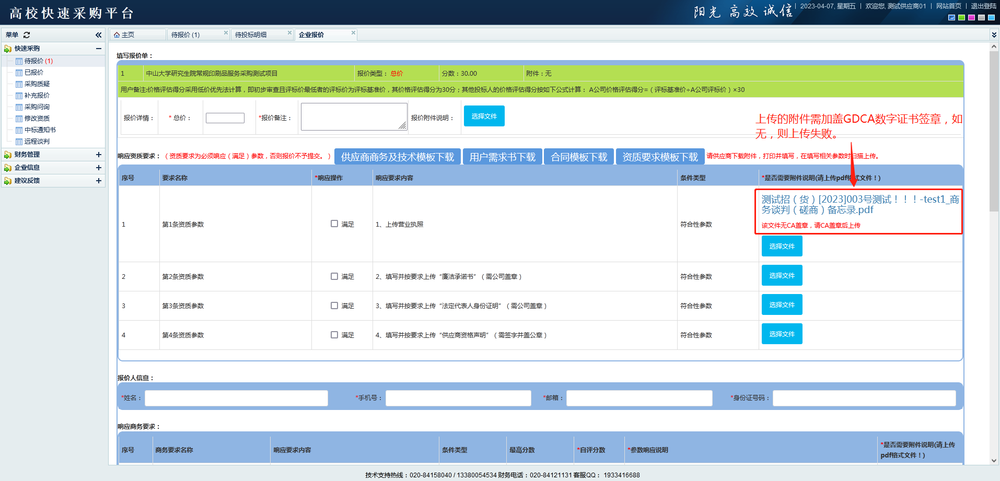 高校快速采购平台
阳光 高效 诚信
2023-04-07, 星期五 | 欢迎您, 测试供应商01 | 网站首页 | 退出登陆
菜单
快速采购
待报价 (1)
已报价
采购质疑
补充报价
采购问询
修改资质
中标通知书
远程谈判
财务管理
企业信息
建议反馈
主页
待报价 (1)
待投标明细
企业报价
填写报价单：
1 中山大学研究生院常规印刷品服务采购测试项目 报价类型： 总价 分数：30.00 附件：无
用户备注:价格评估得分采用低价优先法计算，即初步审查且评标价最低者的评标价为评标基准价，其价格评估得分为30分；其他投标人的价格评估得分按如下公式计算： A公司价格评估得分=（评标基准价÷A公司评标价）×30
报价详情： * 总价： *报价备注： 报价附件说明： 选择文件
上传的附件需加盖GDCA数字证书签章，如
无，则上传失败。
响应资质要求：（资质要求为必须响应（满足）参数，否则报价不予提交。） 供应商商务及技术模板下载 用户需求书下载 合同模板下载 资质要求模板下载 请供应商下载附件，打印并填写，在填写相关参数时扫描上传。
序号 要求名称 *响应操作 响应要求内容 条件类型 *是否需要附件说明(请上传pdf格式文件！)
测试招（货）[2023]003号测试！！！-test1_商
务谈判（磋商）备忘录.pdf
1 第1条资质参数 满足 1、上传营业执照 符合性参数
该文件无CA盖章，请CA盖章后上传
选择文件
2 第2条资质参数 满足 2、填写并按要求上传“廉洁承诺书”（需公司盖章） 符合性参数 选择文件
3 第3条资质参数 满足 3、填写并按要求上传“法定代表人身份证明”（需公司盖章） 符合性参数 选择文件
4 第4条资质参数 满足 4、填写并按要求上传“供应商资格声明”（需签字并盖公章） 符合性参数 选择文件
报价人信息：
*姓名： *手机号： *邮箱： *身份证号码：
响应商务要求：
序号 商务要求名称 响应要求内容 条件类型 最高分数 *自评分数 *参数响应说明 *是否需要附件说明(请上传
pdf格式文件！)
技术支持热线：020-84158040 / 13380054534 财务电话：020-84121131 客服QQ： 1933416688